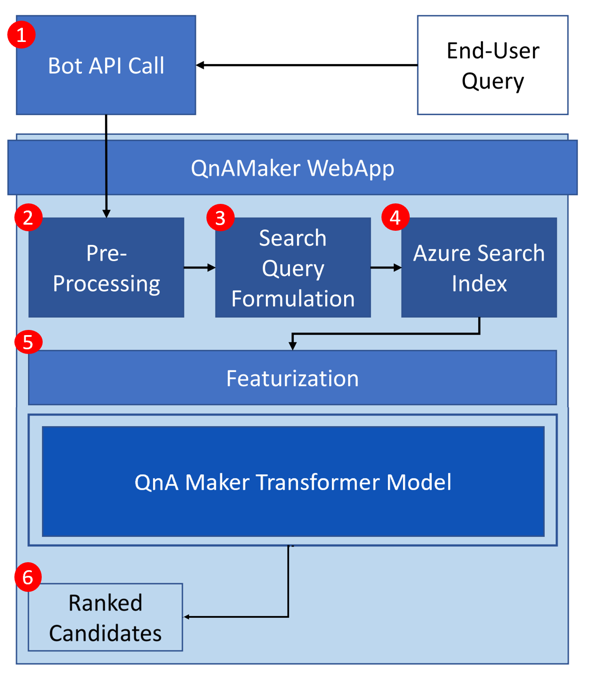 1
Bot API Call
End-User
Query
QnAMaker WebApp
2
Pre-
Processing
3
Search
Query
Formulation
4
Azure Search
Index
5
Featurization
QnA Maker Transformer Model
6
Ranked
Candidates